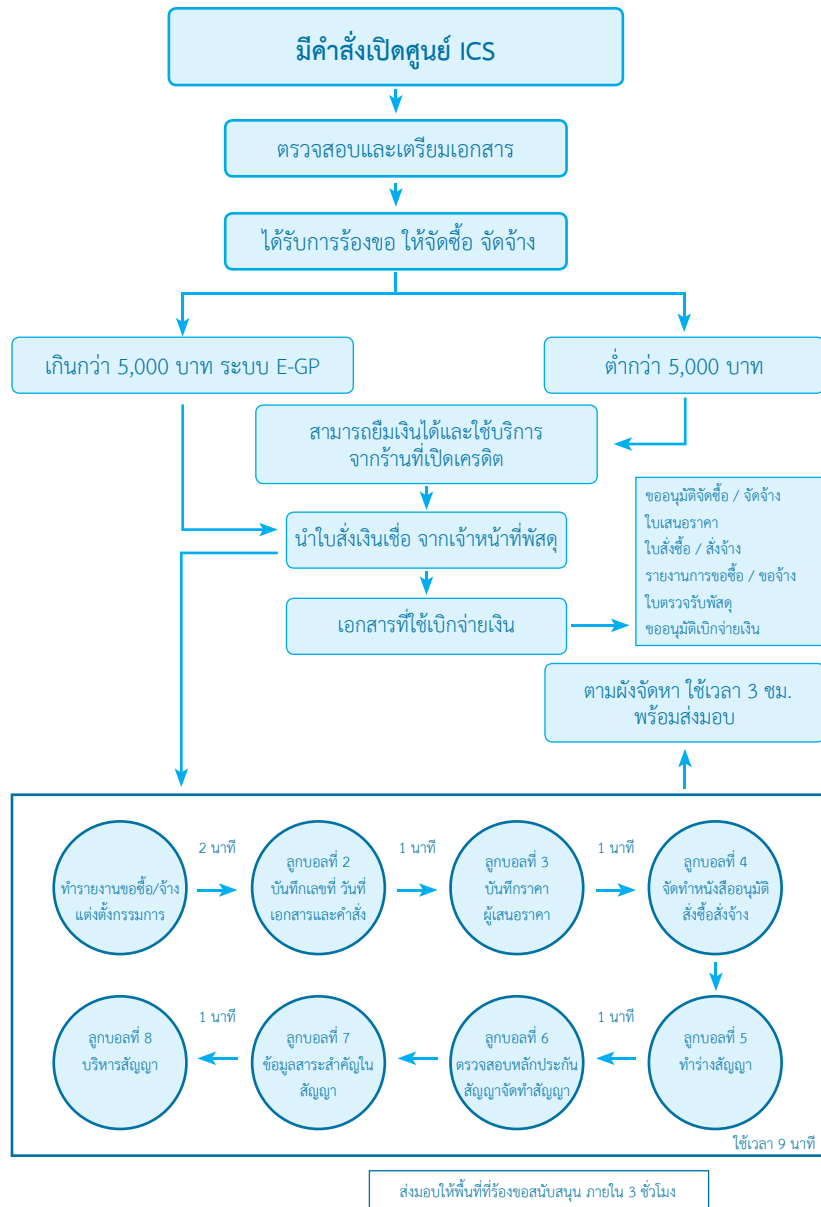 มีคำสั่งเปิดศูนย์ ICS
ตรวจสอบและเตรียมเอกสาร
ได้รับการร้องขอ ให้จัดซื้อ จัดจ้าง
เกินกว่า 5,000 บาท ระบบ E-GP
ต่ำกว่า 5,000 บาท
สามารถยืมเงินได้และใช้บริการ
จากร้านที่เปิดเครดิต
นำใบสั่งเงินเชื่อ จากเจ้าหน้าที่พัสดุ
เอกสารที่ใช้เบิกจ่ายเงิน
ขออนุมัติจัดซื้อ / จัดจ้าง
ใบเสนอราคา
ใบสั่งซื้อ / สั่งจ้าง
รายงานการขอซื้อ / ขอจ้าง
ใบตรวจรับพัสดุ
ขออนุมัติเบิกจ่ายเงิน
ตามผังจัดหา ใช้เวลา 3 ชม.
พร้อมส่งมอบ
ทำรายงานขอซื้อ/จ้าง
แต่งตั้งกรรมการ
2 นาที
ลูกบอลที่ 2
บันทึกเลขที่ วันที่
เอกสารและคำสั่ง
1 นาที
ลูกบอลที่ 3
บันทึกราคา
ผู้เสนอราคา
1 นาที
ลูกบอลที่ 4
จัดทำหนังสืออนุมัติ
สั่งซื้อสั่งจ้าง
ลูกบอลที่ 5
ทำร่างสัญญา
1 นาที
ลูกบอลที่ 6
ตรวจสอบหลักประกัน
สัญญาจัดทำสัญญา
ลูกบอลที่ 7
ข้อมูลสาระสำคัญใน
สัญญา
1 นาที
ลูกบอลที่ 8
บริหารสัญญา
ใช้เวลา 9 นาที
ส่งมอบให้พื้นที่ที่ร้องขอสนับสนุน ภายใน 3 ชั่วโมง